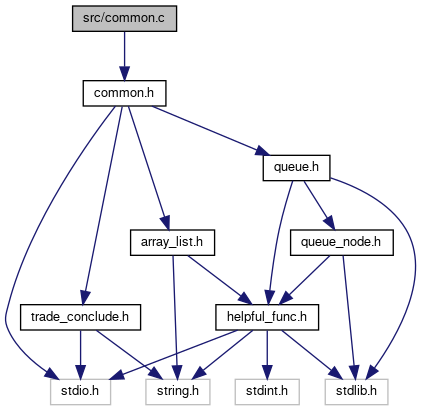 src/common.c
common.h
queue.h
array_list.h
queue_node.h
trade_conclude.h
helpful_func.h
stdio.h
string.h
stdint.h
stdlib.h